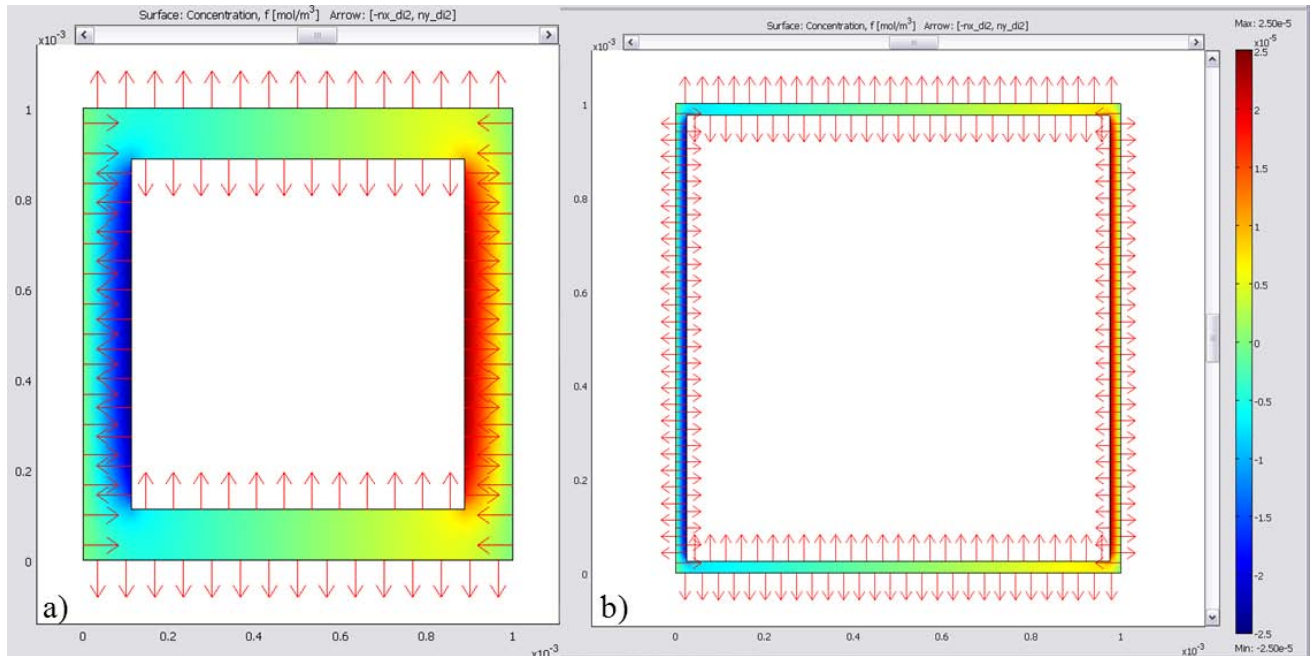 Surface: Concentration, f [mol/m³] Arrow: [-nx_di2, ny_di2]
x10⁻³
1
0.8
0.6
0.4
0.2
0
a)
0 0.2 0.4 0.6 0.8 1
x10⁻³
Surface: Concentration, f [mol/m³] Arrow: [-nx_di2, ny_di2]
x10⁻³
1
0.8
0.6
0.4
0.2
0
b)
0 0.2 0.4 0.6 0.8 1
x10⁻³
Max: 2.50e-5
x10⁻⁵
2.5
2
1.5
1
0.5
0
-0.5
-1
-1.5
-2
-2.5
Min: -2.50e-5